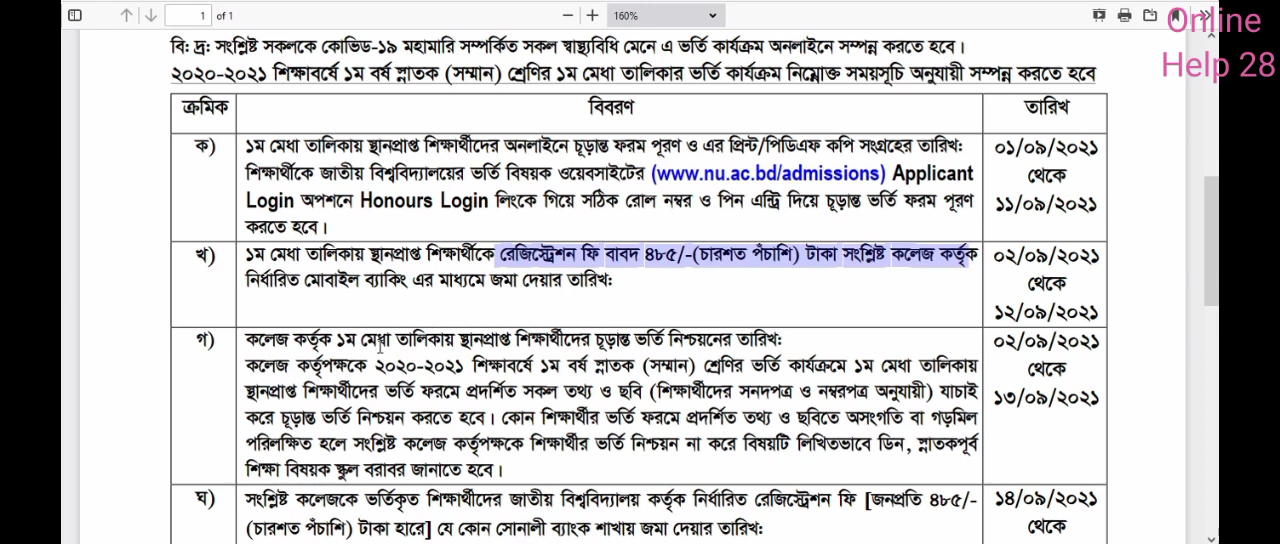 1 of 1
160%
Online
Help 28
বি: দ্র: সংশ্লিষ্ট সকলকে কোভিড-১৯ মহামারি সম্পর্কিত সকল স্বাস্থ্যবিধি মেনে এ ভর্তি কার্যক্রম অনলাইনে সম্পন্ন করতে হবে।
২০২০-২০২১ শিক্ষাবর্ষে ১ম বর্ষ স্নাতক (সম্মান) শ্রেণির ১ম মেধা তালিকার ভর্তি কার্যক্রম নিম্নোক্ত সময়সূচি অনুযায়ী সম্পন্ন করতে হবে
ক্রমিক বিবরণ তারিখ
ক) ১ম মেধা তালিকায় স্থানপ্রাপ্ত শিক্ষার্থীদের অনলাইনে চূড়ান্ত ফরম পূরণ ও এর প্রিন্ট/পিডিএফ কপি সংগ্রহের তারিখ: ০১/০৯/২০২১
শিক্ষার্থীকে জাতীয় বিশ্ববিদ্যালয়ের ভর্তি বিষয়ক ওয়েবসাইটের (www.nu.ac.bd/admissions) Applicant থেকে
Login অপশনে Honours Login লিংকে গিয়ে সঠিক রোল নম্বর ও পিন এন্ট্রি দিয়ে চূড়ান্ত ভর্তি ফরম পূরণ ১১/০৯/২০২১
করতে হবে।
খ) ১ম মেধা তালিকায় স্থানপ্রাপ্ত শিক্ষার্থীকে রেজিস্ট্রেশন ফি বাবদ ৪৮৫/-(চারশত পঁচাশি) টাকা সংশ্লিষ্ট কলেজ কর্তৃক ০২/০৯/২০২১
নির্ধারিত মোবাইল ব্যাকিং এর মাধ্যমে জমা দেয়ার তারিখ: থেকে
১২/০৯/২০২১
গ) কলেজ কর্তৃক ১ম মেধা তালিকায় স্থানপ্রাপ্ত শিক্ষার্থীদের চূড়ান্ত ভর্তি নিশ্চয়নের তারিখ: ০২/০৯/২০২১
কলেজ কর্তৃপক্ষকে ২০২০-২০২১ শিক্ষাবর্ষে ১ম বর্ষ স্নাতক (সম্মান) শ্রেণির ভর্তি কার্যক্রমে ১ম মেধা তালিকায় থেকে
স্থানপ্রাপ্ত শিক্ষার্থীদের ভর্তি ফরমে প্রদর্শিত সকল তথ্য ও ছবি (শিক্ষার্থীদের সনদপত্র ও নম্বরপত্র অনুযায়ী) যাচাই ১৩/০৯/২০২১
করে চূড়ান্ত ভর্তি নিশ্চয়ন করতে হবে। কোন শিক্ষার্থীর ভর্তি ফরমে প্রদর্শিত তথ্য ও ছবিতে অসংগতি বা গড়মিল
পরিলক্ষিত হলে সংশ্লিষ্ট কলেজ কর্তৃপক্ষকে শিক্ষার্থীর ভর্তি নিশ্চয়ন না করে বিষয়টি লিখিতভাবে ডিন, স্নাতকপূর্ব
শিক্ষা বিষয়ক স্কুল বরাবর জানাতে হবে।
ঘ) সংশ্লিষ্ট কলেজকে ভর্তিকৃত শিক্ষার্থীদের জাতীয় বিশ্ববিদ্যালয় কর্তৃক নির্ধারিত রেজিস্ট্রেশন ফি [জনপ্রতি ৪৮৫/- ১৪/০৯/২০২১
(চারশত পঁচাশি) টাকা হারে] যে কোন সোনালী ব্যাংক শাখায় জমা দেয়ার তারিখ: থেকে